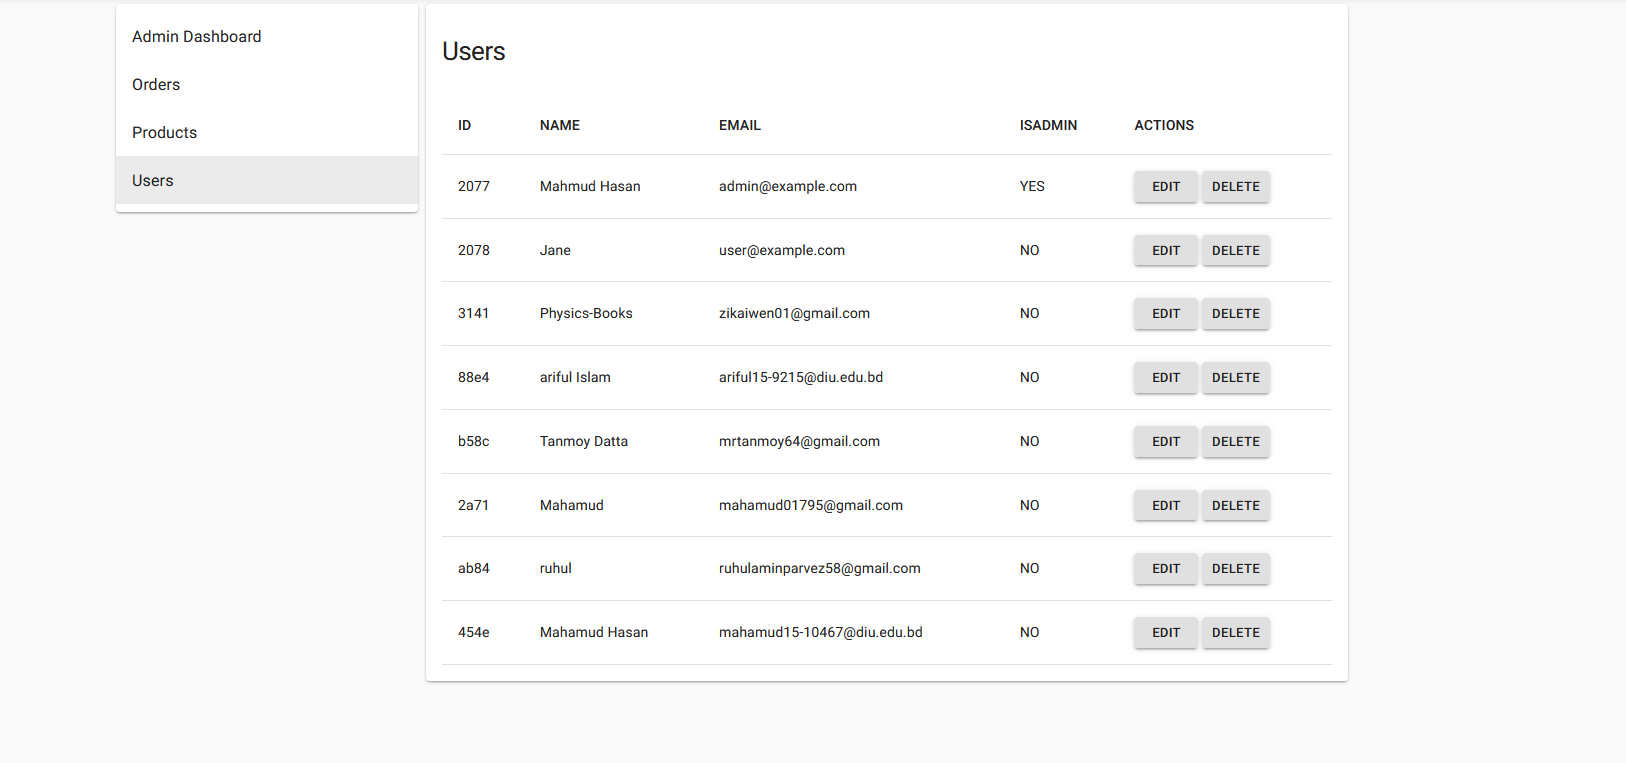 Admin Dashboard
Orders
Products
Users
Users
ID NAME EMAIL ISADMIN ACTIONS
2077 Mahmud Hasan admin@example.com YES EDIT DELETE
2078 Jane user@example.com NO EDIT DELETE
3141 Physics-Books zikaiwen01@gmail.com NO EDIT DELETE
88e4 ariful Islam ariful15-9215@diu.edu.bd NO EDIT DELETE
b58c Tanmoy Datta mrtanmoy64@gmail.com NO EDIT DELETE
2a71 Mahamud mahamud01795@gmail.com NO EDIT DELETE
ab84 ruhul ruhulaminparvez58@gmail.com NO EDIT DELETE
454e Mahamud Hasan mahamud15-10467@diu.edu.bd NO EDIT DELETE